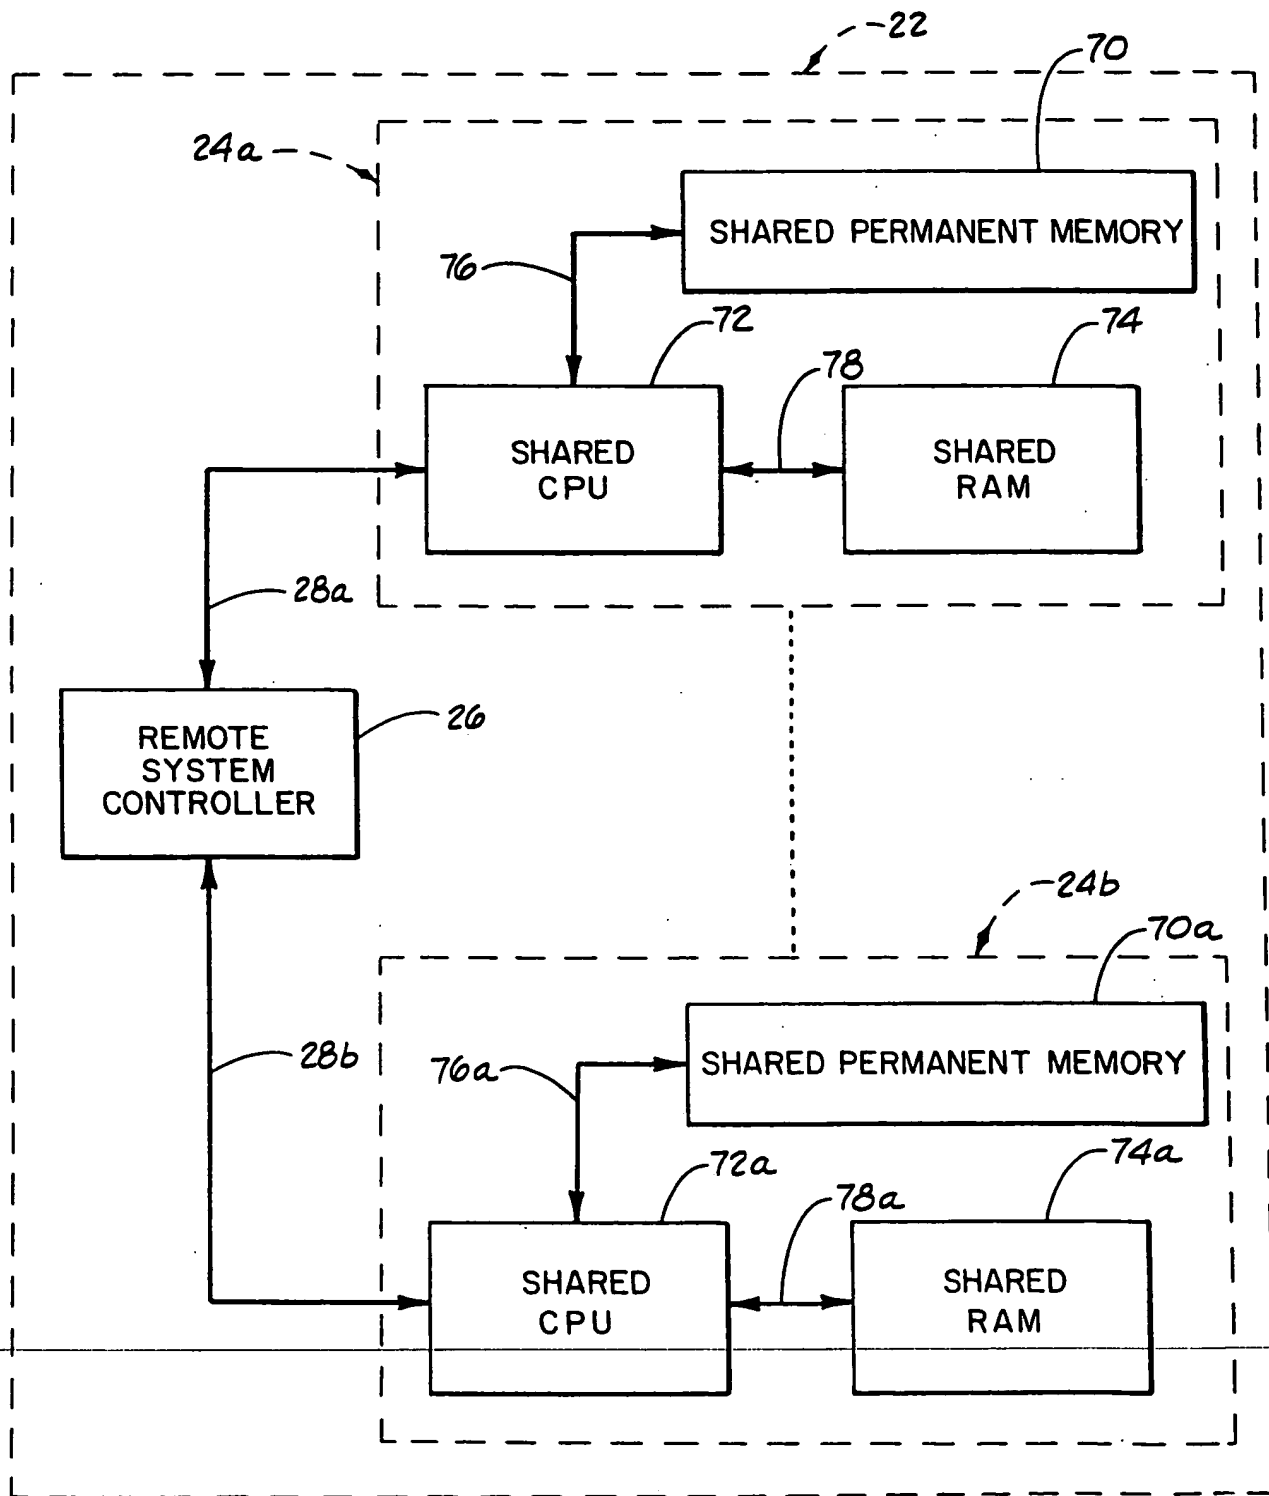 22
70
24a
SHARED PERMANENT MEMORY
76
72
74
78
SHARED
CPU
SHARED
RAM
28a
26
REMOTE
SYSTEM
CONTROLLER
24b
70a
28b
76a
SHARED PERMANENT MEMORY
72a
74a
78a
SHARED
CPU
SHARED
RAM